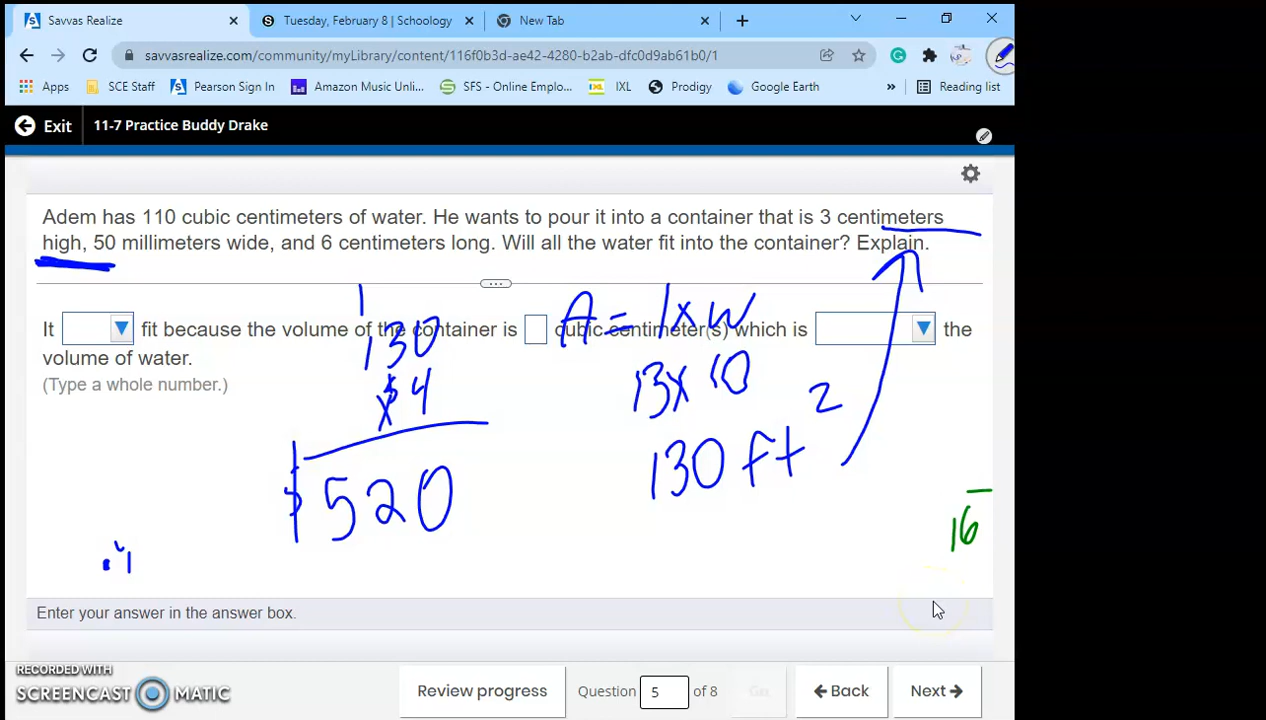 Savvas Realize
Tuesday, February 8 | Schoology
New Tab
savvasrealize.com/community/myLibrary/content/116f0b3d-ae42-4280-b2ab-dfc0d9ab61b0/1
Apps
SCE Staff
Pearson Sign In
Amazon Music Unli...
SFS - Online Emplo...
IXL
Prodigy
Google Earth
»
Reading list
Exit
11-7 Practice Buddy Drake
Adem has 110 cubic centimeters of water. He wants to pour it into a container that is 3 centimeters
high, 50 millimeters wide, and 6 centimeters long. Will all the water fit into the container? Explain.
It fit because the volume of the container is cubic centimeter(s) which is the
volume of water.
(Type a whole number.)
1
130
x $4
$520
A = l x w
13 x 10
130 ft 2
16
Enter your answer in the answer box.
RECORDED WITH
SCREENCAST MATIC
Review progress
Question 5 of 8
Go
Back
Next